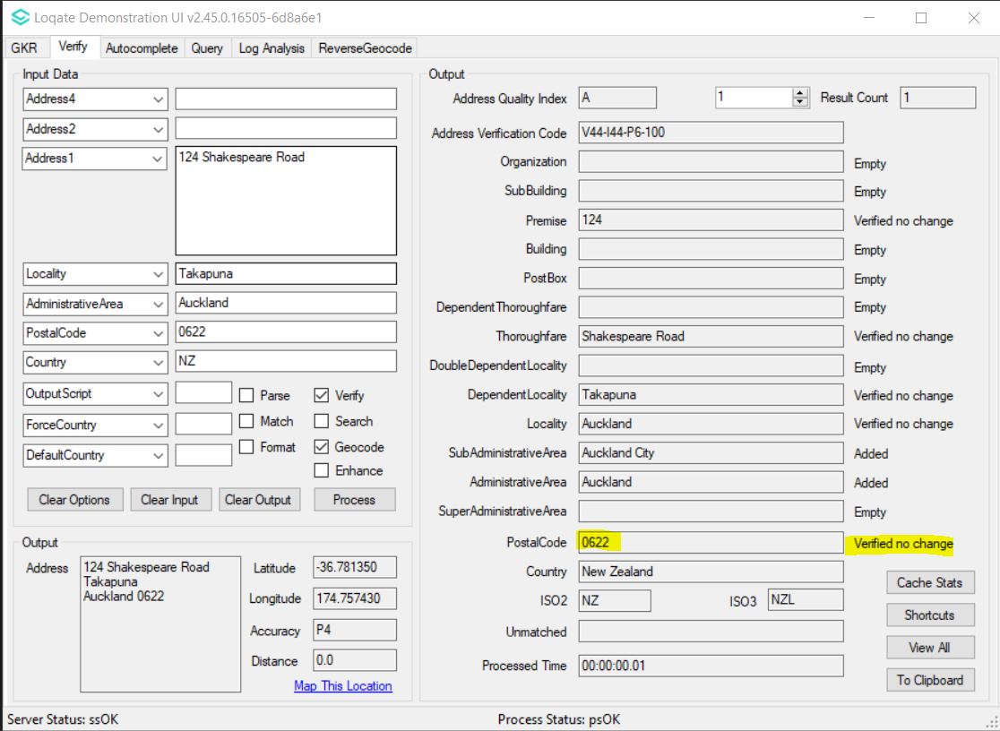 Loqate Demonstration UI v2.45.0.16505-6d8a6e1
GKR Verify Autocomplete Query Log Analysis ReverseGeocode
Input Data
Address4
Address2
Address1 124 Shakespeare Road
Locality Takapuna
AdministrativeArea Auckland
PostalCode 0622
Country NZ
OutputScript Parse Verify
ForceCountry Match Search
DefaultCountry Format Geocode
Enhance
Clear Options Clear Input Clear Output Process
Output
Address
124 Shakespeare Road
Takapuna
Auckland 0622
Latitude -36.781350
Longitude 174.757430
Accuracy P4
Distance 0.0
Map This Location
Output
Address Quality Index A 1 Result Count 1
Address Verification Code V44-I44-P6-100
Organization Empty
SubBuilding Empty
Premise 124 Verified no change
Building Empty
PostBox Empty
DependentThoroughfare Empty
Thoroughfare Shakespeare Road Verified no change
DoubleDependentLocality Empty
DependentLocality Takapuna Verified no change
Locality Auckland Verified no change
SubAdministrativeArea Auckland City Added
AdministrativeArea Auckland Added
SuperAdministrativeArea Empty
PostalCode 0622 Verified no change
Country New Zealand
ISO2 NZ ISO3 NZL
Unmatched
Processed Time 00:00:00.01
Cache Stats
Shortcuts
View All
To Clipboard
Server Status: ssOK Process Status: psOK